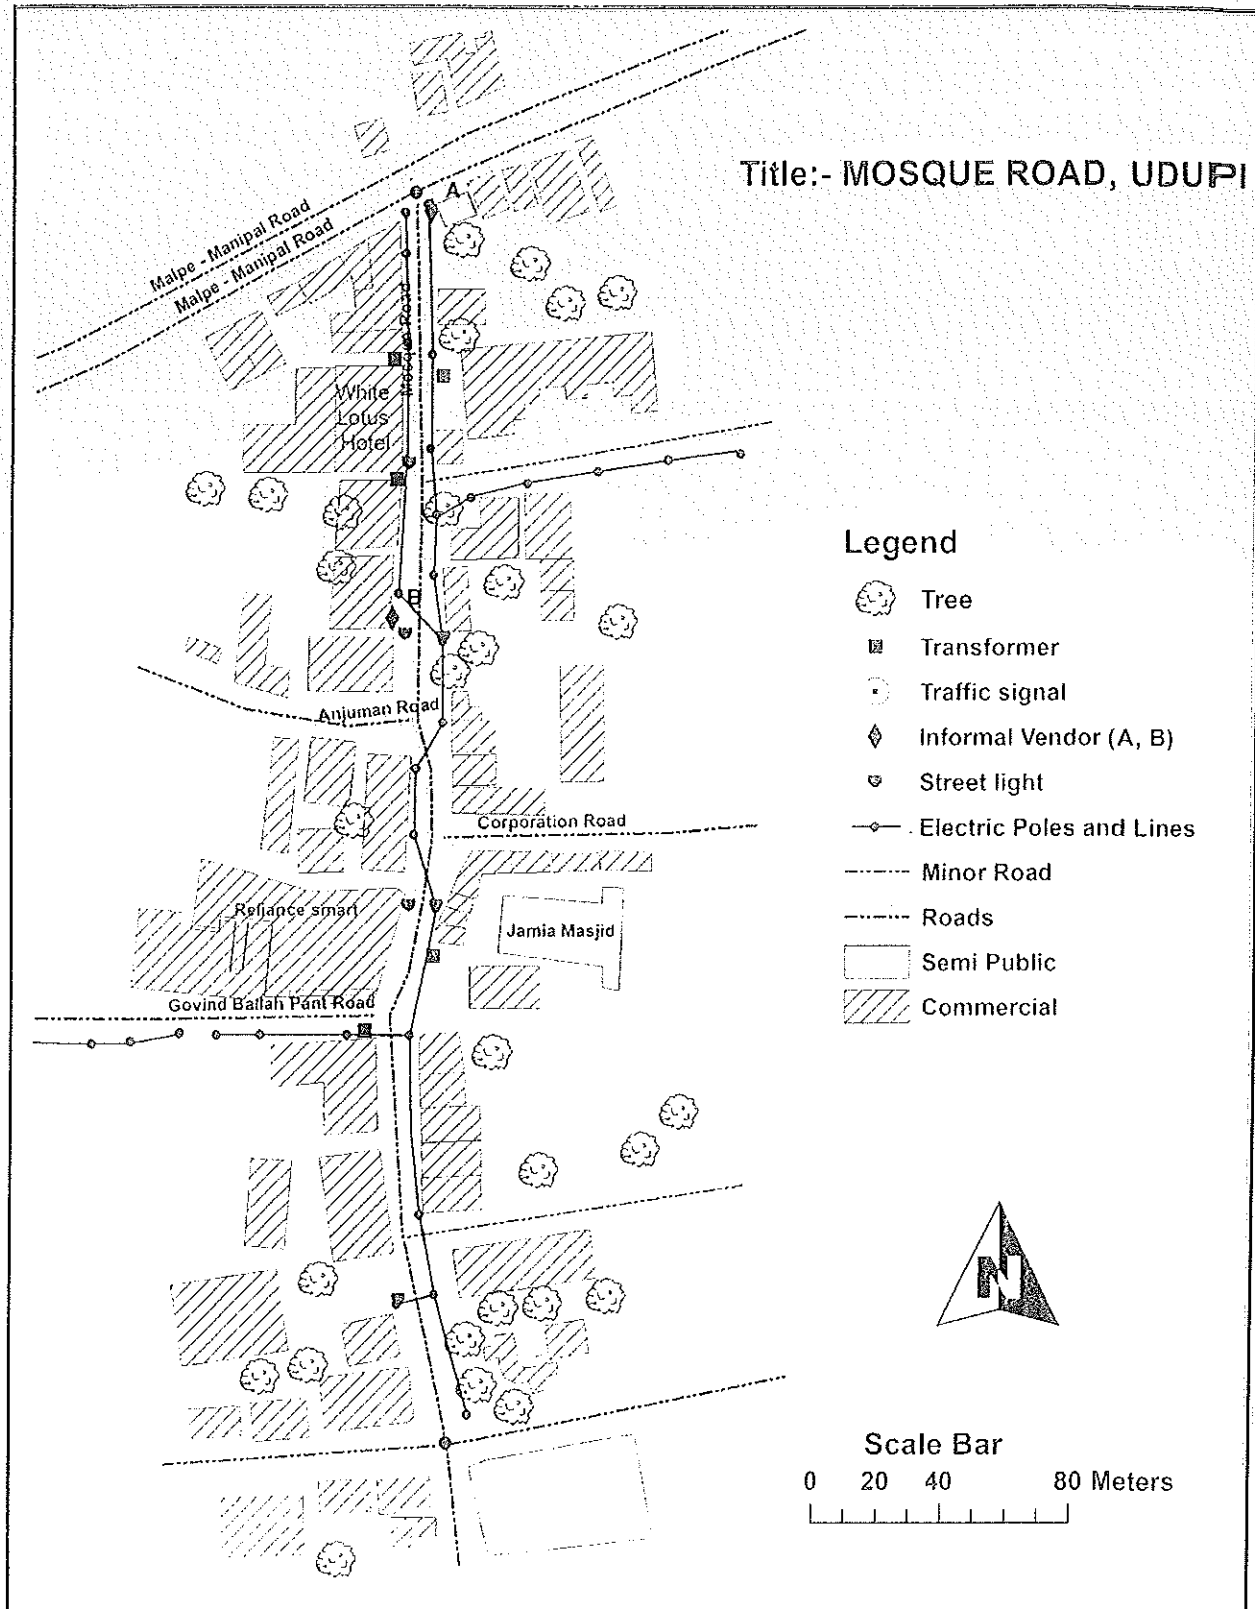 Title:- MOSQUE ROAD, UDUPI
A
Malpe - Manipal Road
Malpe - Manipal Road
Mosque Road
White
Lotus
Hotel
B
Anjuman Road
Corporation Road
Reliance smart
Jamia Masjid
Govind Ballah Pant Road
Legend
Tree
Transformer
Traffic signal
Informal Vendor (A, B)
Street light
Electric Poles and Lines
Minor Road
Roads
Semi Public
Commercial
N
Scale Bar
0 20 40 80 Meters